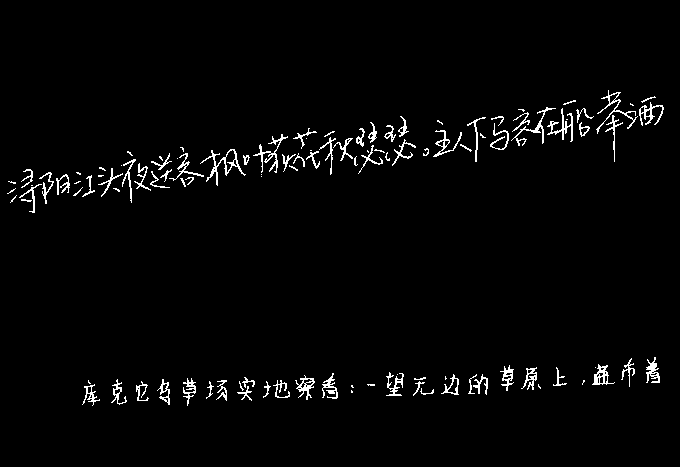 浔阳江头夜送客枫叶荻花秋瑟瑟。主人下马客在船举酒
库克它乌草场实地察看:一望无边的草原上,盖布着